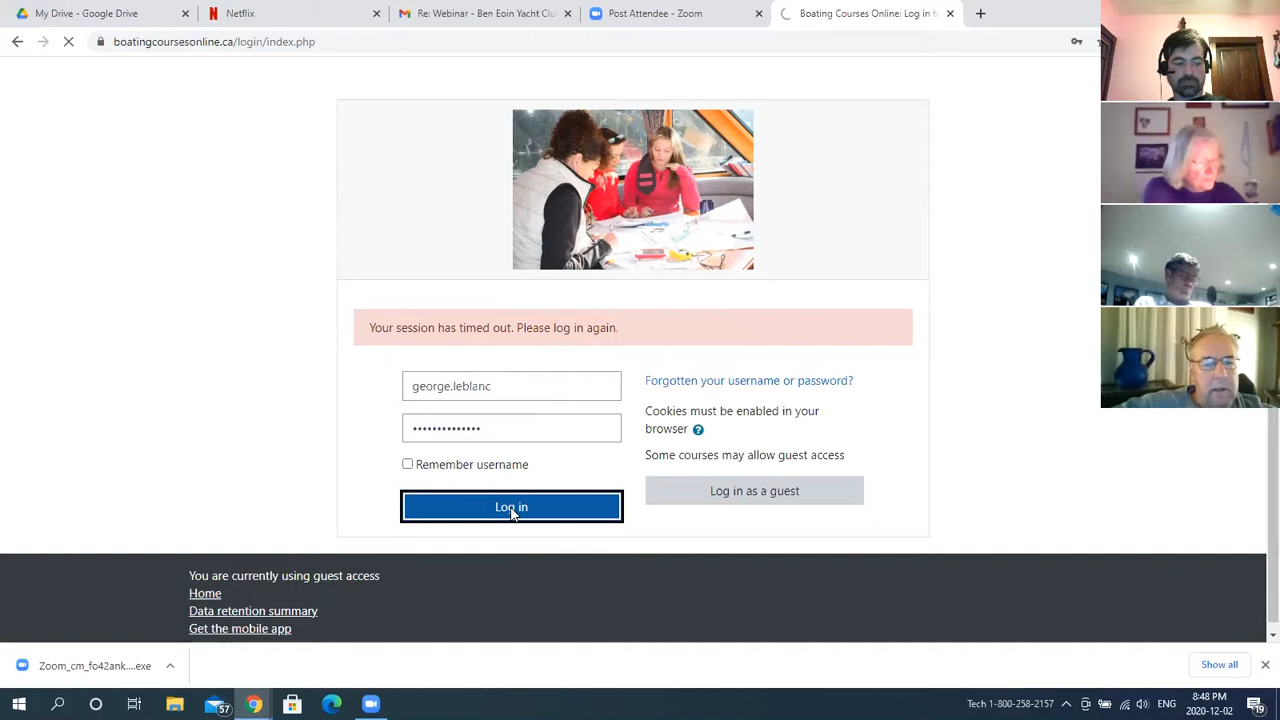 My Drive - Google Drive
Netflix
Re: Webinar - Ben Eoin Yacht Clu
Post Attendee - Zoom
Boating Courses Online: Log in to
boatingcoursesonline.ca/login/index.php
Your session has timed out. Please log in again.
george.leblanc
Forgotten your username or password?
••••••••••••••
Cookies must be enabled in your
browser
Remember username
Some courses may allow guest access
Log in
Log in as a guest
You are currently using guest access
Home
Data retention summary
Get the mobile app
Zoom_cm_fo42ank....exe
Show all
57
Tech 1-800-258-2157
ENG
8:48 PM
2020-12-02
19